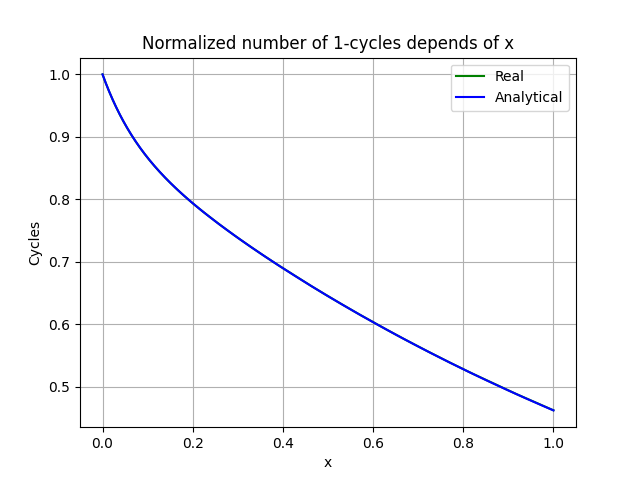 Normalized number of 1-cycles depends of x
Real
Analytical
1.0
0.9
0.8
0.7
0.6
0.5
Cycles
0.0 0.2 0.4 0.6 0.8 1.0
x